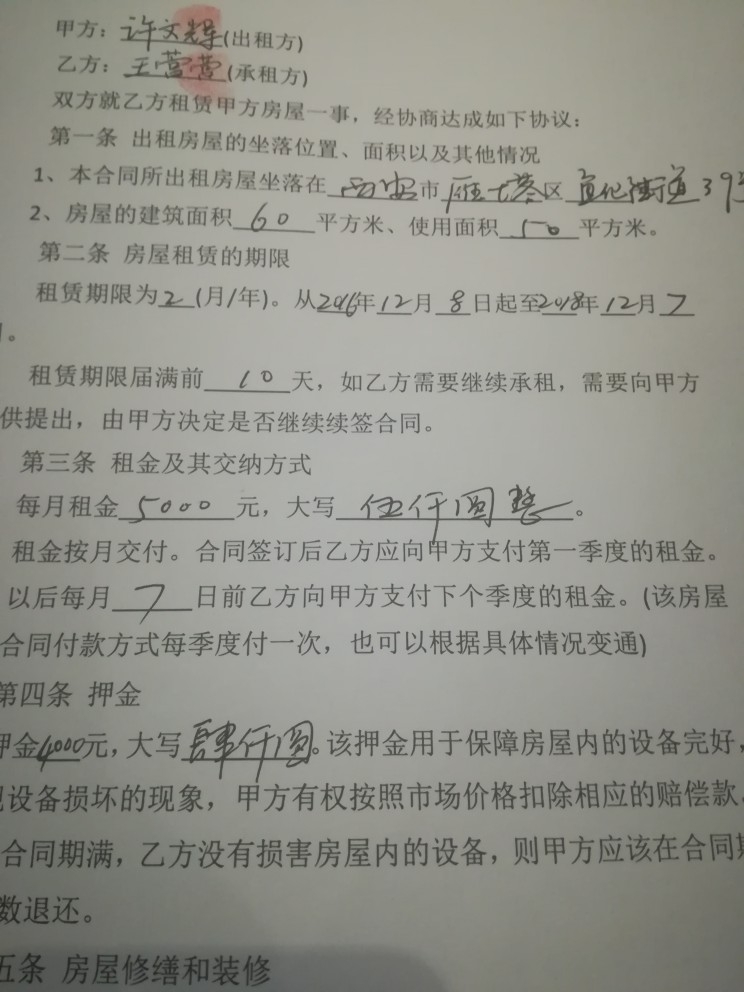 甲方：许文辉(出租方)
乙方：王莺莺(承租方)
双方就乙方租赁甲方房屋一事，经协商达成如下协议：
第一条 出租房屋的坐落位置、面积以及其他情况
1、本合同所出租房屋坐落在西安市雁塔区宜化街道393
2、房屋的建筑面积60平方米、使用面积50平方米。
第二条 房屋租赁的期限
租赁期限为2(月/年)。从2016年12月8日起至2018年12月7
。
租赁期限届满前10天，如乙方需要继续承租，需要向甲方
供提出，由甲方决定是否继续续签合同。
第三条 租金及其交纳方式
每月租金5000元，大写伍仟圆整。
租金按月交付。合同签订后乙方应向甲方支付第一季度的租金。
以后每月7日前乙方向甲方支付下个季度的租金。(该房屋
合同付款方式每季度付一次，也可以根据具体情况变通)
第四条 押金
押金4000元，大写肆仟圆。该押金用于保障房屋内的设备完好，
现设备损坏的现象，甲方有权按照市场价格扣除相应的赔偿款。
合同期满，乙方没有损害房屋内的设备，则甲方应该在合同期
数退还。
五条 房屋修缮和装修